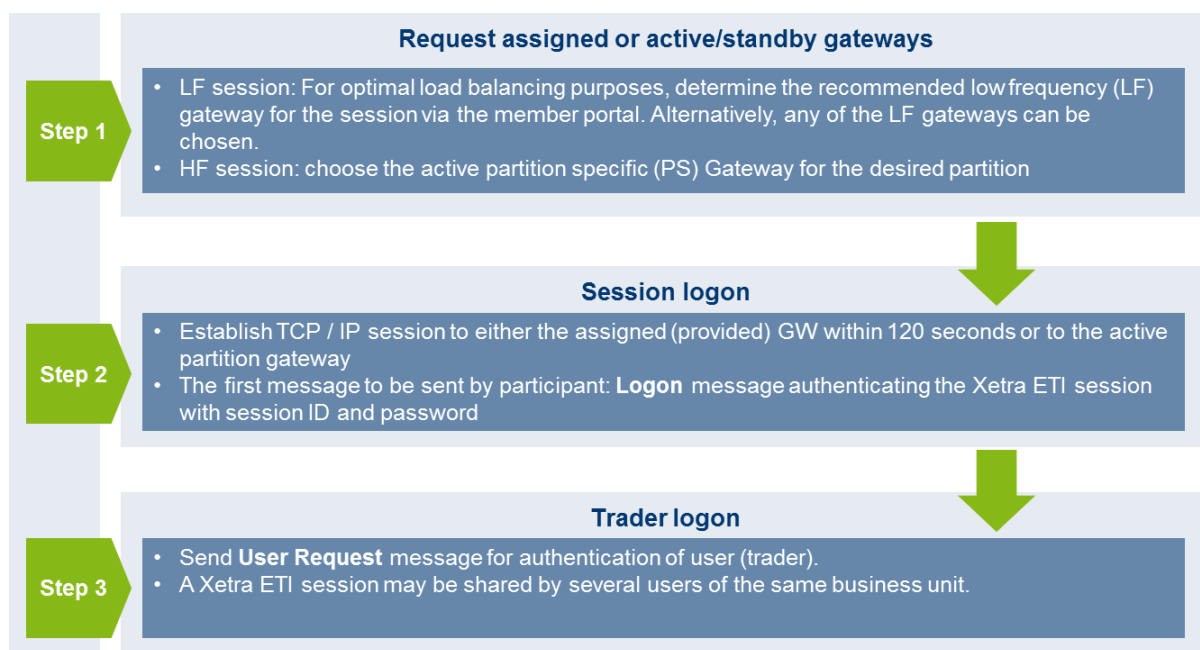 Request assigned or active/standby gateways
Step 1
• LF session: For optimal load balancing purposes, determine the recommended low frequency (LF)
gateway for the session via the member portal. Alternatively, any of the LF gateways can be
chosen.
• HF session: choose the active partition specific (PS) Gateway for the desired partition
Session logon
Step 2
• Establish TCP / IP session to either the assigned (provided) GW within 120 seconds or to the active
partition gateway
• The first message to be sent by participant: Logon message authenticating the Xetra ETI session
with session ID and password
Trader logon
Step 3
• Send User Request message for authentication of user (trader).
• A Xetra ETI session may be shared by several users of the same business unit.